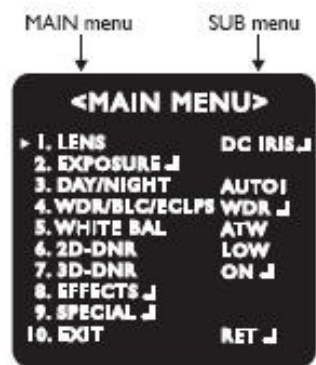 MAIN menu SUB menu
<MAIN MENU>
▸ 1. LENS DC IRIS ⏎
2. EXPOSURE ⏎
3. DAY/NIGHT AUTO1
4. WDR/BLC/ECLPS WDR ⏎
5. WHITE BAL ATW
6. 2D-DNR LOW
7. 3D-DNR ON ⏎
8. EFFECTS ⏎
9. SPECIAL ⏎
10. EXIT RET ⏎